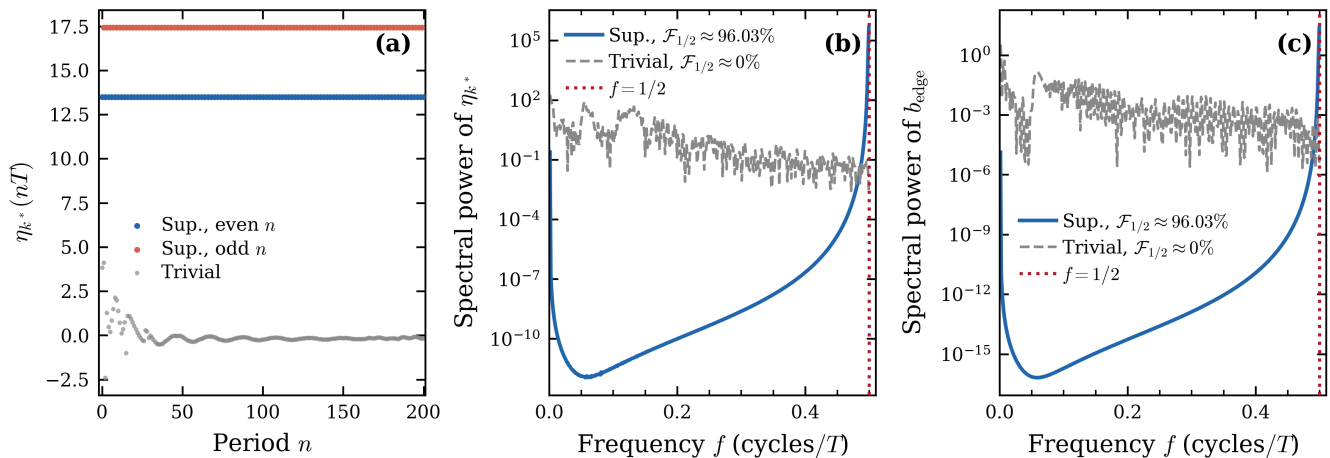 (a)
η_{k*}(nT)
17.5
15.0
12.5
10.0
7.5
5.0
2.5
0.0
−2.5
Sup., even n
Sup., odd n
Trivial
0
50
100
150
200
Period n
(b)
Spectral power of η_{k*}
10^5
10^2
10^{−1}
10^{−4}
10^{−7}
10^{−10}
Sup., 𝓕_{1/2} ≈ 96.03%
Trivial, 𝓕_{1/2} ≈ 0%
f = 1/2
0.0
0.2
0.4
Frequency f (cycles/T)
(c)
Spectral power of b_{edge}
10^0
10^{−3}
10^{−6}
10^{−9}
10^{−12}
10^{−15}
Sup., 𝓕_{1/2} ≈ 96.03%
Trivial, 𝓕_{1/2} ≈ 0%
f = 1/2
0.0
0.2
0.4
Frequency f (cycles/T)